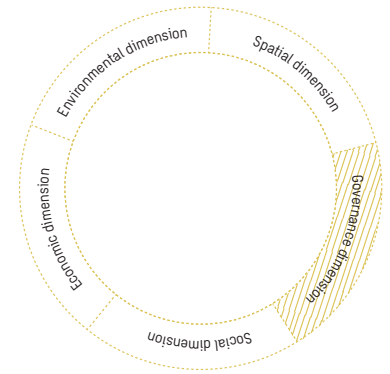 Environmental dimension
Spatial dimension
Governance dimension
Social dimension
Economic dimension